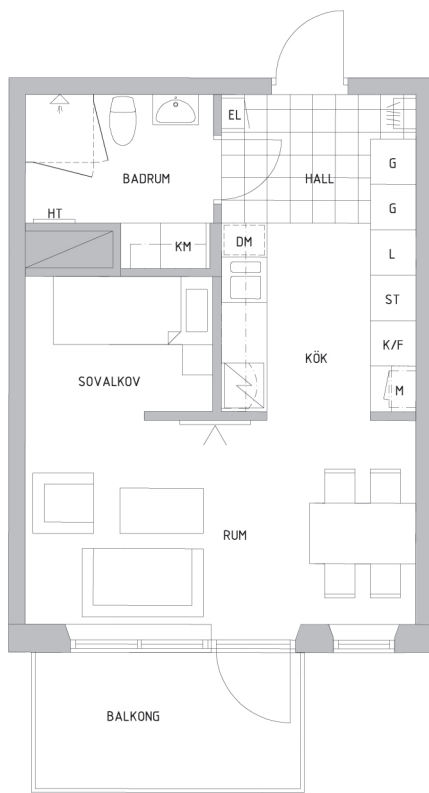 EL
G
BADRUM
HALL
G
HT
DM
KM
L
ST
K/F
KÖK
SOVALKOV
M
RUM
BALKONG